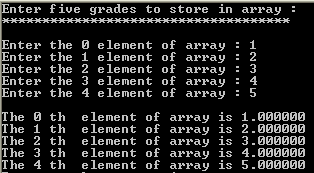 Enter five grades to store in array :
************************************
Enter the 0 element of array : 1
Enter the 1 element of array : 2
Enter the 2 element of array : 3
Enter the 3 element of array : 4
Enter the 4 element of array : 5
The 0 th  element of array is 1.000000
The 1 th  element of array is 2.000000
The 2 th  element of array is 3.000000
The 3 th  element of array is 4.000000
The 4 th  element of array is 5.000000